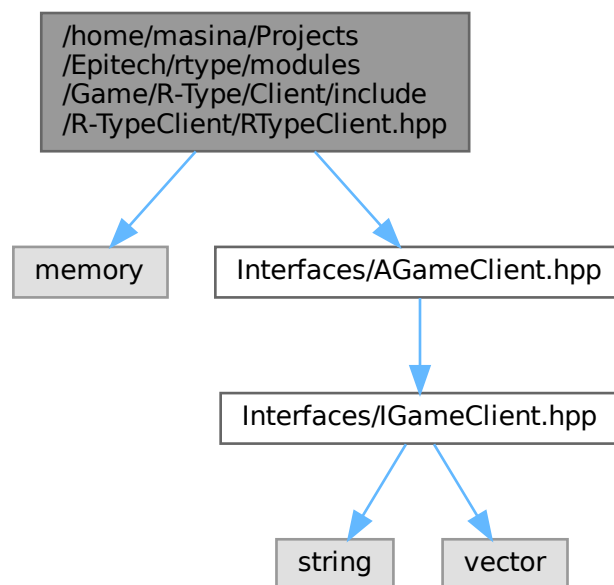 /home/masina/Projects
/Epitech/rtype/modules
/Game/R-Type/Client/include
/R-TypeClient/RTypeClient.hpp
memory
Interfaces/AGameClient.hpp
Interfaces/IGameClient.hpp
string
vector